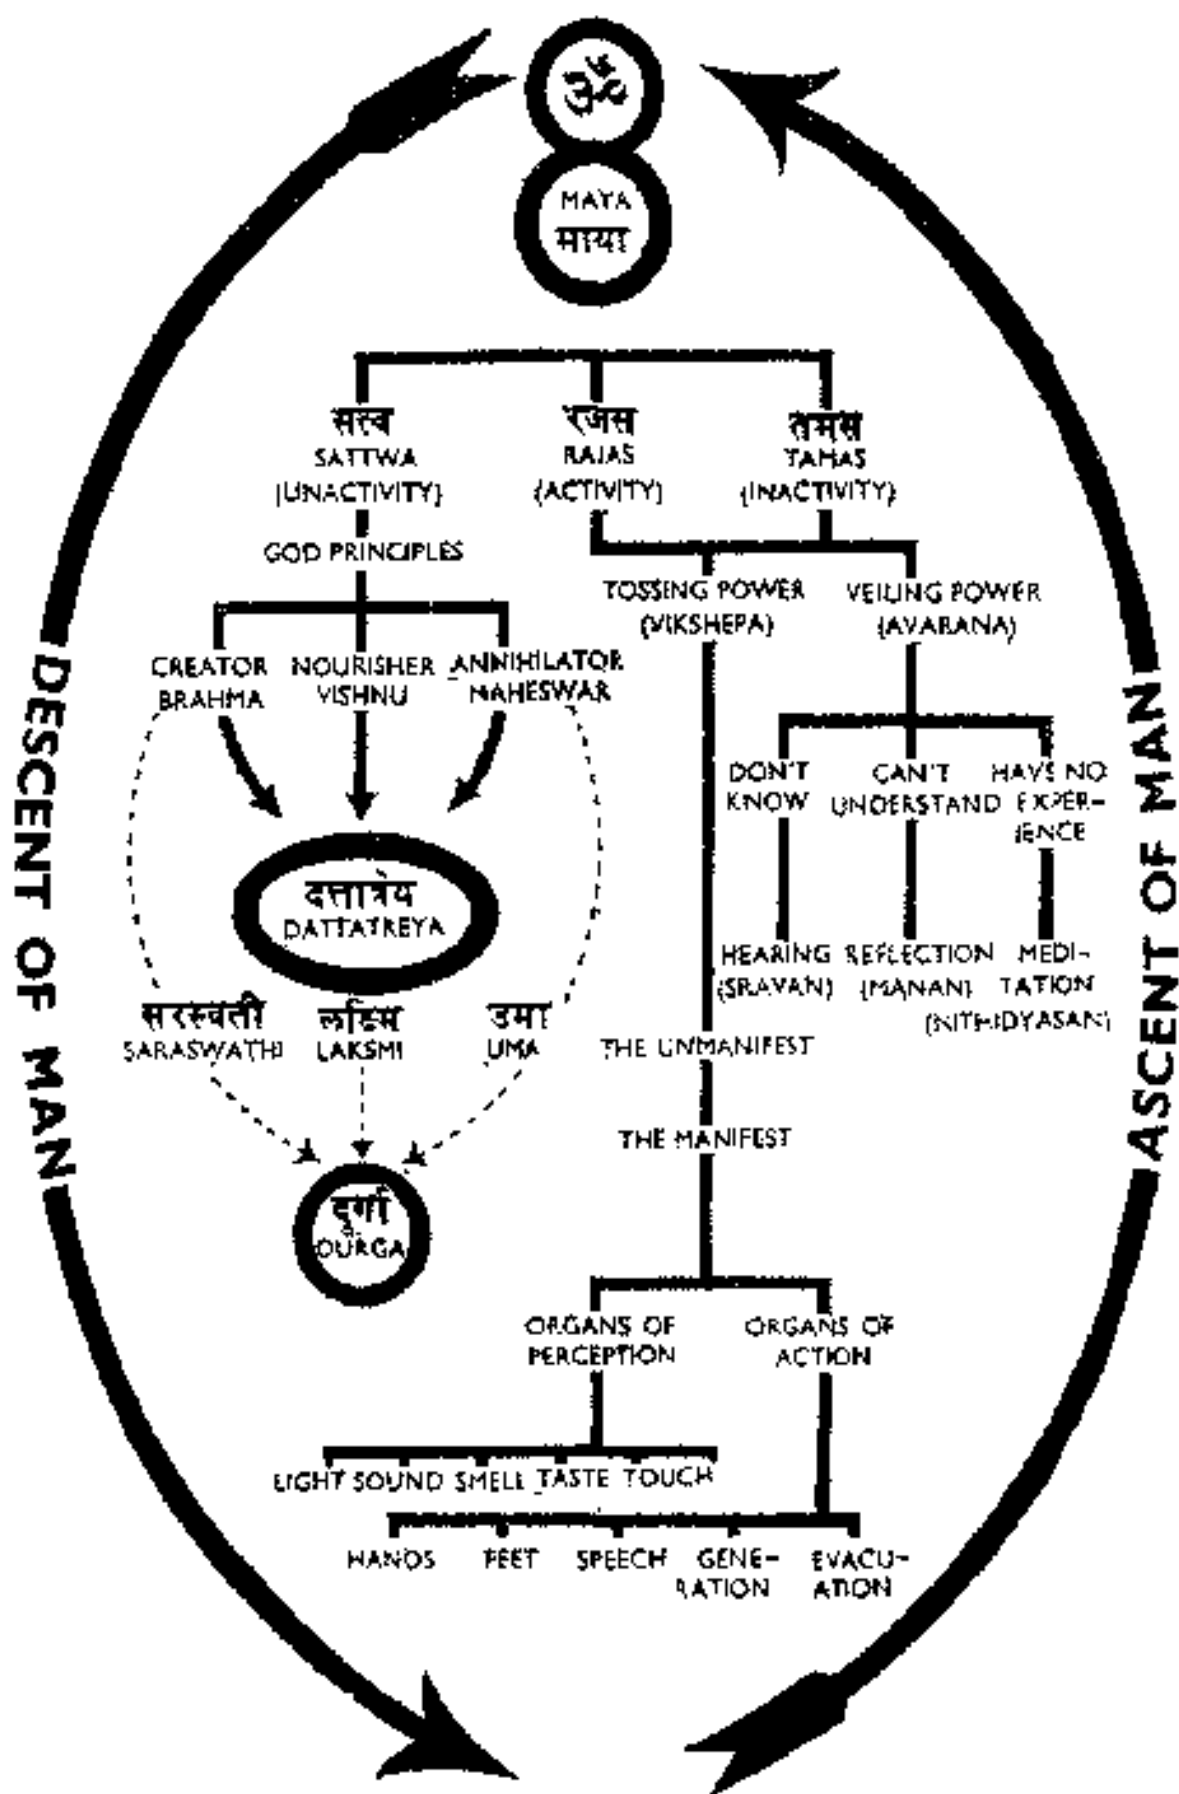 ॐ
MAYA
माया
सत्त्व रजस तमस
SATTWA RAJAS TAMAS
(UNACTIVITY) (ACTIVITY) (INACTIVITY)
GOD PRINCIPLES
TOSSING POWER VEILING POWER
(VIKSHEPA) (AVARANA)
CREATOR NOURISHER ANNIHILATOR
BRAHMA VISHNU MAHESWAR
DON'T CAN'T HAVE NO
KNOW UNDERSTAND EXPER-
IENCE
दत्तात्रेय
DATTATREYA
HEARING REFLECTION MEDI-
(SRAVAN) (MANAN) TATION
(NITHIDYASAN)
सरस्वती लक्ष्मि उमा
SARASWATHI LAKSMI UMA
THE UNMANIFEST
THE MANIFEST
दुर्गा
DURGA
ORGANS OF ORGANS OF
PERCEPTION ACTION
LIGHT SOUND SMELL TASTE TOUCH
HANDS FEET SPEECH GENE- EVACU-
RATION ATION
DESCENT OF MAN
ASCENT OF MAN